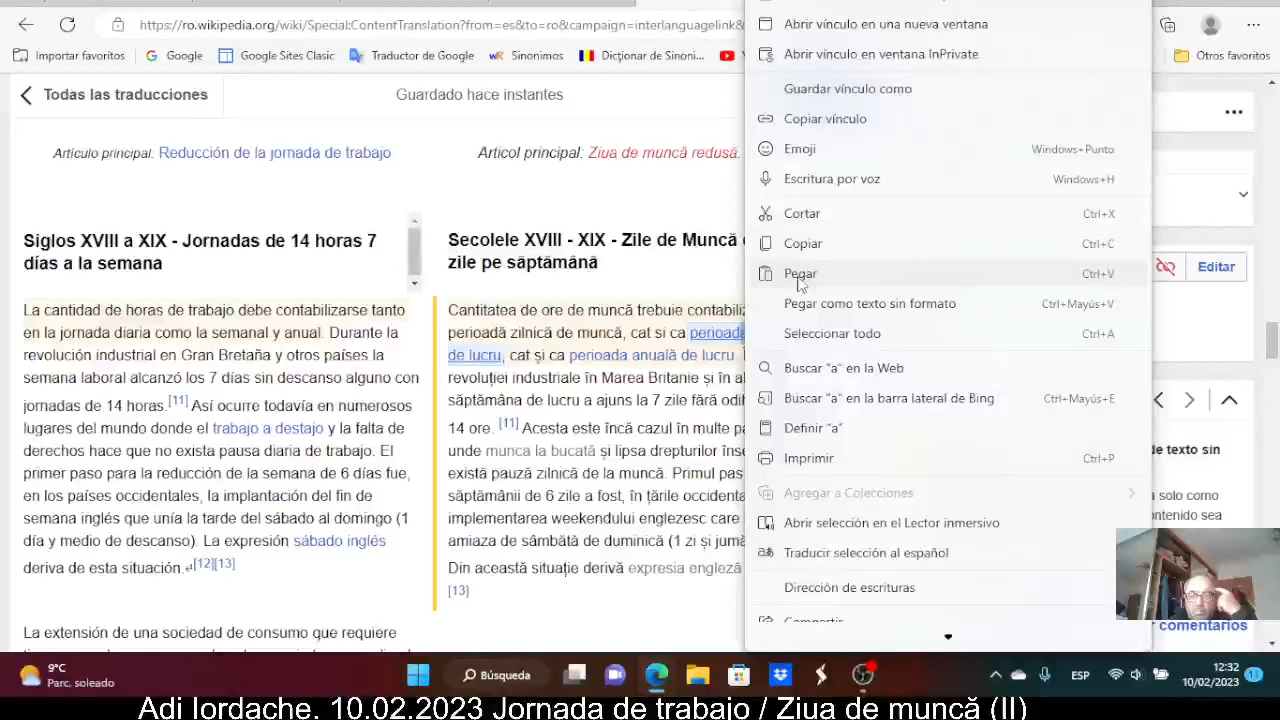 https://ro.wikipedia.org/wiki/Special:ContentTranslation?from=es&to=ro&campaign=interlanguagelink&
Importar favoritos
Google
Google Sites Clasic
Traductor de Google
Sinonimos
Dicționar de Sinoni...
Otros favoritos
Todas las traducciones
Guardado hace instantes
Artículo principal: Reducción de la jornada de trabajo
Articol principal: Ziua de muncă redusă.
Siglos XVIII a XIX - Jornadas de 14 horas 7
días a la semana
Secolele XVIII - XIX - Zile de Muncă
zile pe săptămână
La cantidad de horas de trabajo debe contabilizarse tanto
en la jornada diaria como la semanal y anual. Durante la
revolución industrial en Gran Bretaña y otros países la
semana laboral alcanzó los 7 días sin descanso alguno con
jornadas de 14 horas.[11] Así ocurre todavía en numerosos
lugares del mundo donde el trabajo a destajo y la falta de
derechos hace que no exista pausa diaria de trabajo. El
primer paso para la reducción de la semana de 6 días fue,
en los países occidentales, la implantación del fin de
semana inglés que unía la tarde del sábado al domingo (1
día y medio de descanso). La expresión sábado inglés
deriva de esta situación.[12][13]
La extensión de una sociedad de consumo que requiere
Cantitatea de ore de muncă trebuie contabiliz
perioadă zilnică de muncă, cat si ca perioadă
de lucru, cat și ca perioada anuală de lucru.
revoluției industriale în Marea Britanie și în al
săptămâna de lucru a ajuns la 7 zile fără odih
14 ore. [11] Acesta este încă cazul în multe pă
unde munca la bucată și lipsa drepturilor înse
există pauză zilnică de la muncă. Primul pas
săptămânii de 6 zile a fost, în țările occidenta
implementarea weekendului englezesc care
amiaza de sâmbătă de duminică (1 zi și jumă
Din această situație derivă expresia engleză
[13]
Abrir vínculo en una nueva ventana
Abrir vínculo en ventana InPrivate
Guardar vínculo como
Copiar vínculo
Emoji Windows+Punto
Escritura por voz Windows+H
Cortar Ctrl+X
Copiar Ctrl+C
Pegar Ctrl+V
Pegar como texto sin formato Ctrl+Mayús+V
Seleccionar todo Ctrl+A
Buscar "a" en la Web
Buscar "a" en la barra lateral de Bing Ctrl+Mayús+E
Definir "a"
Imprimir Ctrl+P
Agregar a Colecciones
Abrir selección en el Lector inmersivo
Traducir selección al español
Dirección de escrituras
Compartir
Editar
de texto sin
a solo como
ontenido sea
comentarios
9°C
Parc. soleado
Búsqueda
ESP
12:32
10/02/2023
Adi Iordache. 10.02.2023 Jornada de trabajo / Ziua de muncă (II)